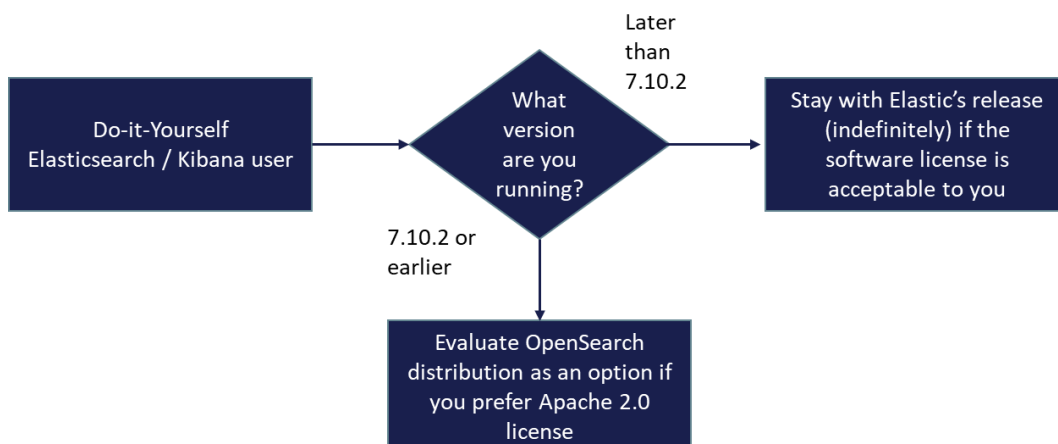 Do-it-Yourself
Elasticsearch / Kibana user
What
version
are you
running?
Later
than
7.10.2
Stay with Elastic’s release
(indefinitely) if the
software license is
acceptable to you
7.10.2 or
earlier
Evaluate OpenSearch
distribution as an option if
you prefer Apache 2.0
license